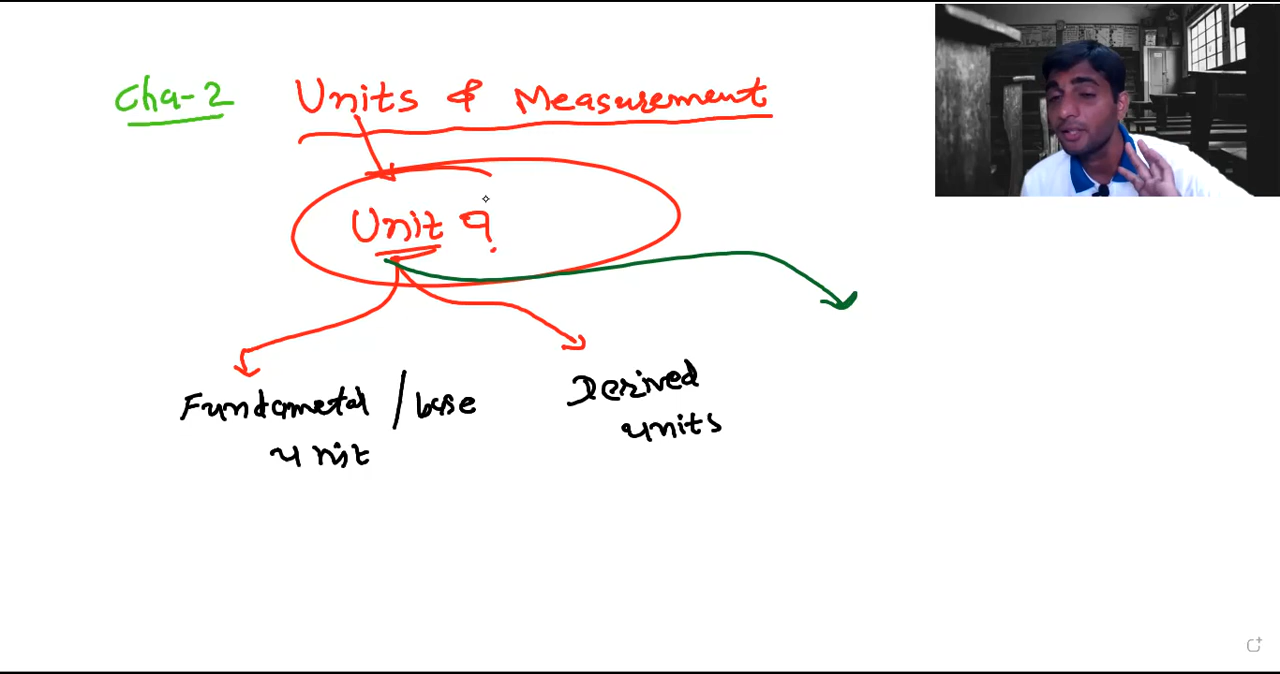 Cha-2 Units & Measurement
Unit ?
Fundametal / base
unit
Derived
units